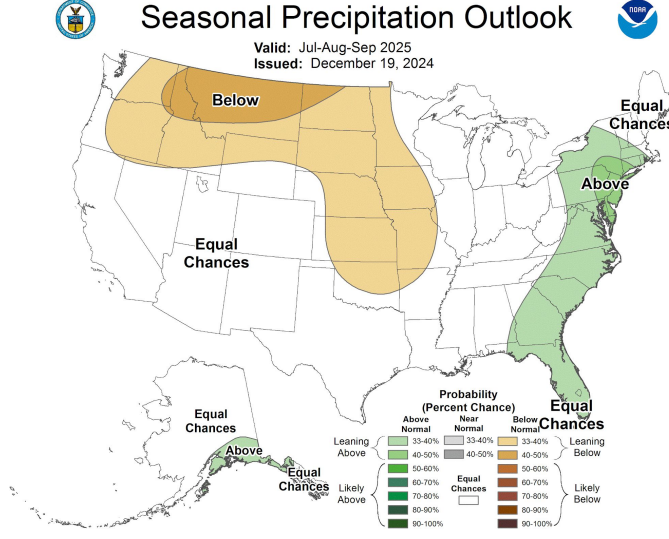 Seasonal Precipitation Outlook
Valid: Jul-Aug-Sep 2025
Issued: December 19, 2024
NOAA
Below
Equal
Chances
Above
Equal
Chances
Equal
Chances
Above
Equal
Chances
Equal
Chances
Probability
(Percent Chance)
Above
Normal
Near
Normal
Below
Normal
Leaning
Above
33-40%
40-50%
33-40%
40-50%
33-40%
40-50%
Leaning
Below
Likely
Above
50-60%
60-70%
70-80%
80-90%
90-100%
Equal
Chances
50-60%
60-70%
70-80%
80-90%
90-100%
Likely
Below